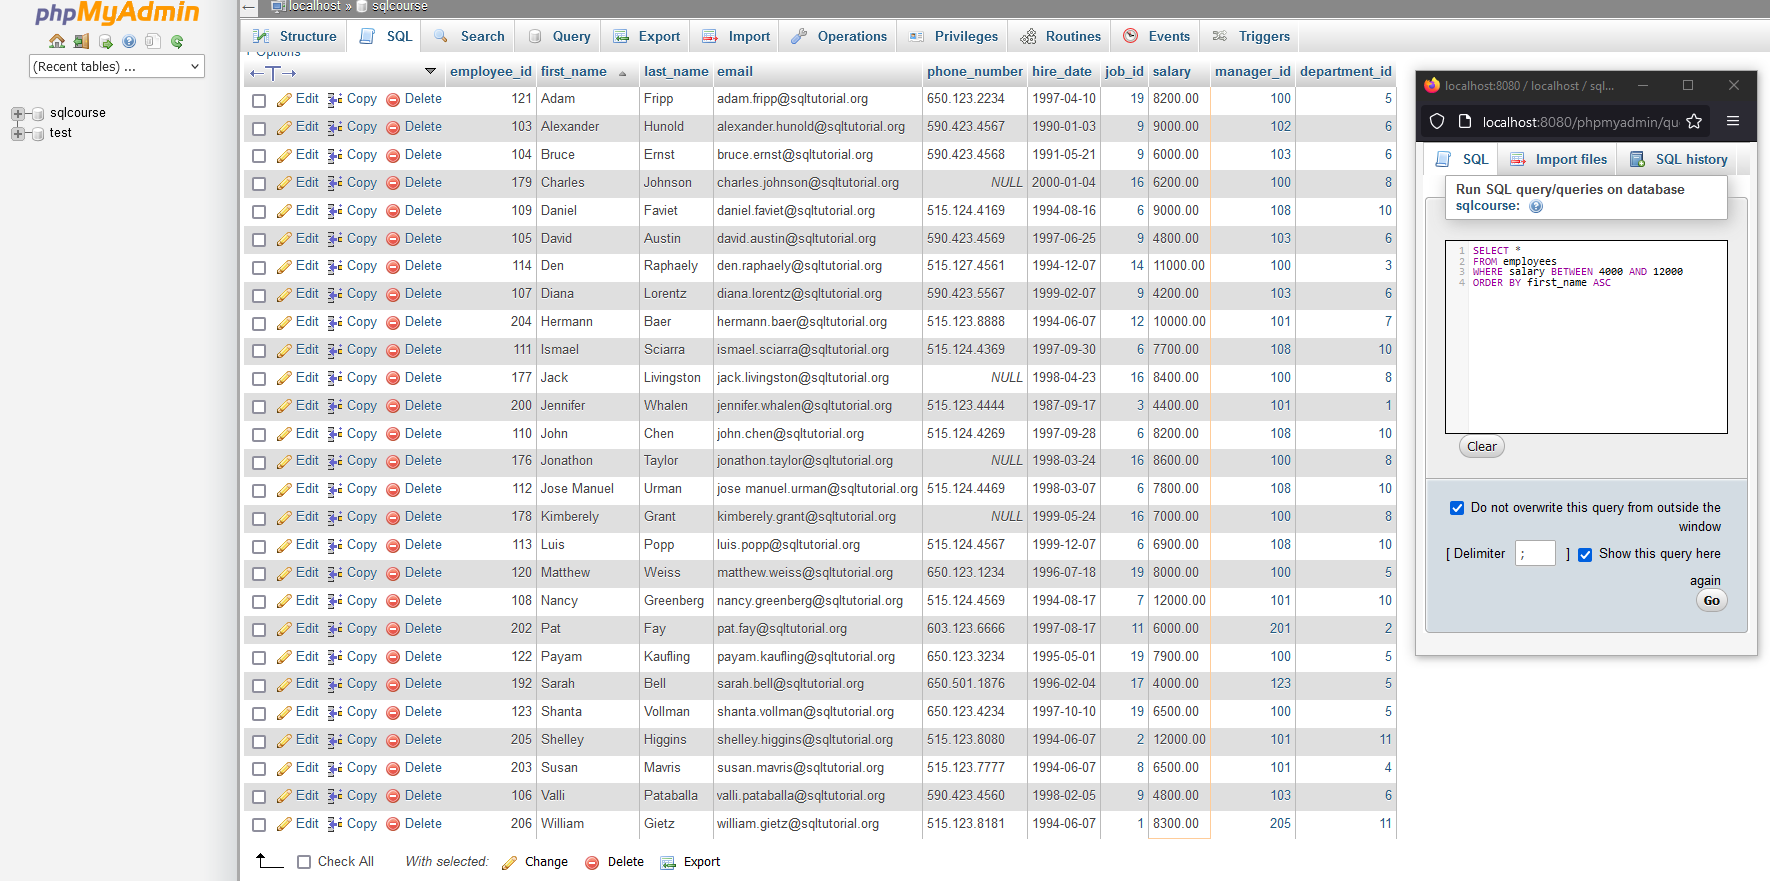 phpMyAdmin
(Recent tables) ...
sqlcourse
test
localhost » sqlcourse
Structure SQL Search Query Export Import Operations Privileges Routines Events Triggers
+ Options
←T→ employee_id first_name last_name email phone_number hire_date job_id salary manager_id department_id
Edit Copy Delete 121 Adam Fripp adam.fripp@sqltutorial.org 650.123.2234 1997-04-10 19 8200.00 100 5
Edit Copy Delete 103 Alexander Hunold alexander.hunold@sqltutorial.org 590.423.4567 1990-01-03 9 9000.00 102 6
Edit Copy Delete 104 Bruce Ernst bruce.ernst@sqltutorial.org 590.423.4568 1991-05-21 9 6000.00 103 6
Edit Copy Delete 179 Charles Johnson charles.johnson@sqltutorial.org NULL 2000-01-04 16 6200.00 100 8
Edit Copy Delete 109 Daniel Faviet daniel.faviet@sqltutorial.org 515.124.4169 1994-08-16 6 9000.00 108 10
Edit Copy Delete 105 David Austin david.austin@sqltutorial.org 590.423.4569 1997-06-25 9 4800.00 103 6
Edit Copy Delete 114 Den Raphaely den.raphaely@sqltutorial.org 515.127.4561 1994-12-07 14 11000.00 100 3
Edit Copy Delete 107 Diana Lorentz diana.lorentz@sqltutorial.org 590.423.5567 1999-02-07 9 4200.00 103 6
Edit Copy Delete 204 Hermann Baer hermann.baer@sqltutorial.org 515.123.8888 1994-06-07 12 10000.00 101 7
Edit Copy Delete 111 Ismael Sciarra ismael.sciarra@sqltutorial.org 515.124.4369 1997-09-30 6 7700.00 108 10
Edit Copy Delete 177 Jack Livingston jack.livingston@sqltutorial.org NULL 1998-04-23 16 8400.00 100 8
Edit Copy Delete 200 Jennifer Whalen jennifer.whalen@sqltutorial.org 515.123.4444 1987-09-17 3 4400.00 101 1
Edit Copy Delete 110 John Chen john.chen@sqltutorial.org 515.124.4269 1997-09-28 6 8200.00 108 10
Edit Copy Delete 176 Jonathon Taylor jonathon.taylor@sqltutorial.org NULL 1998-03-24 16 8600.00 100 8
Edit Copy Delete 112 Jose Manuel Urman jose manuel.urman@sqltutorial.org 515.124.4469 1998-03-07 6 7800.00 108 10
Edit Copy Delete 178 Kimberely Grant kimberely.grant@sqltutorial.org NULL 1999-05-24 16 7000.00 100 8
Edit Copy Delete 113 Luis Popp luis.popp@sqltutorial.org 515.124.4567 1999-12-07 6 6900.00 108 10
Edit Copy Delete 120 Matthew Weiss matthew.weiss@sqltutorial.org 650.123.1234 1996-07-18 19 8000.00 100 5
Edit Copy Delete 108 Nancy Greenberg nancy.greenberg@sqltutorial.org 515.124.4569 1994-08-17 7 12000.00 101 10
Edit Copy Delete 202 Pat Fay pat.fay@sqltutorial.org 603.123.6666 1997-08-17 11 6000.00 201 2
Edit Copy Delete 122 Payam Kaufling payam.kaufling@sqltutorial.org 650.123.3234 1995-05-01 19 7900.00 100 5
Edit Copy Delete 192 Sarah Bell sarah.bell@sqltutorial.org 650.501.1876 1996-02-04 17 4000.00 123 5
Edit Copy Delete 123 Shanta Vollman shanta.vollman@sqltutorial.org 650.123.4234 1997-10-10 19 6500.00 100 5
Edit Copy Delete 205 Shelley Higgins shelley.higgins@sqltutorial.org 515.123.8080 1994-06-07 2 12000.00 101 11
Edit Copy Delete 203 Susan Mavris susan.mavris@sqltutorial.org 515.123.7777 1994-06-07 8 6500.00 101 4
Edit Copy Delete 106 Valli Pataballa valli.pataballa@sqltutorial.org 590.423.4560 1998-02-05 9 4800.00 103 6
Edit Copy Delete 206 William Gietz william.gietz@sqltutorial.org 515.123.8181 1994-06-07 1 8300.00 205 11
Check All With selected: Change Delete Export
localhost:8080 / localhost / sql...
localhost:8080/phpmyadmin/qu
SQL Import files SQL history
Run SQL query/queries on database
sqlcourse:
1 SELECT *
2 FROM employees
3 WHERE salary BETWEEN 4000 AND 12000
4 ORDER BY first_name ASC
Clear
Do not overwrite this query from outside the
window
[ Delimiter ; ] Show this query here
again
Go